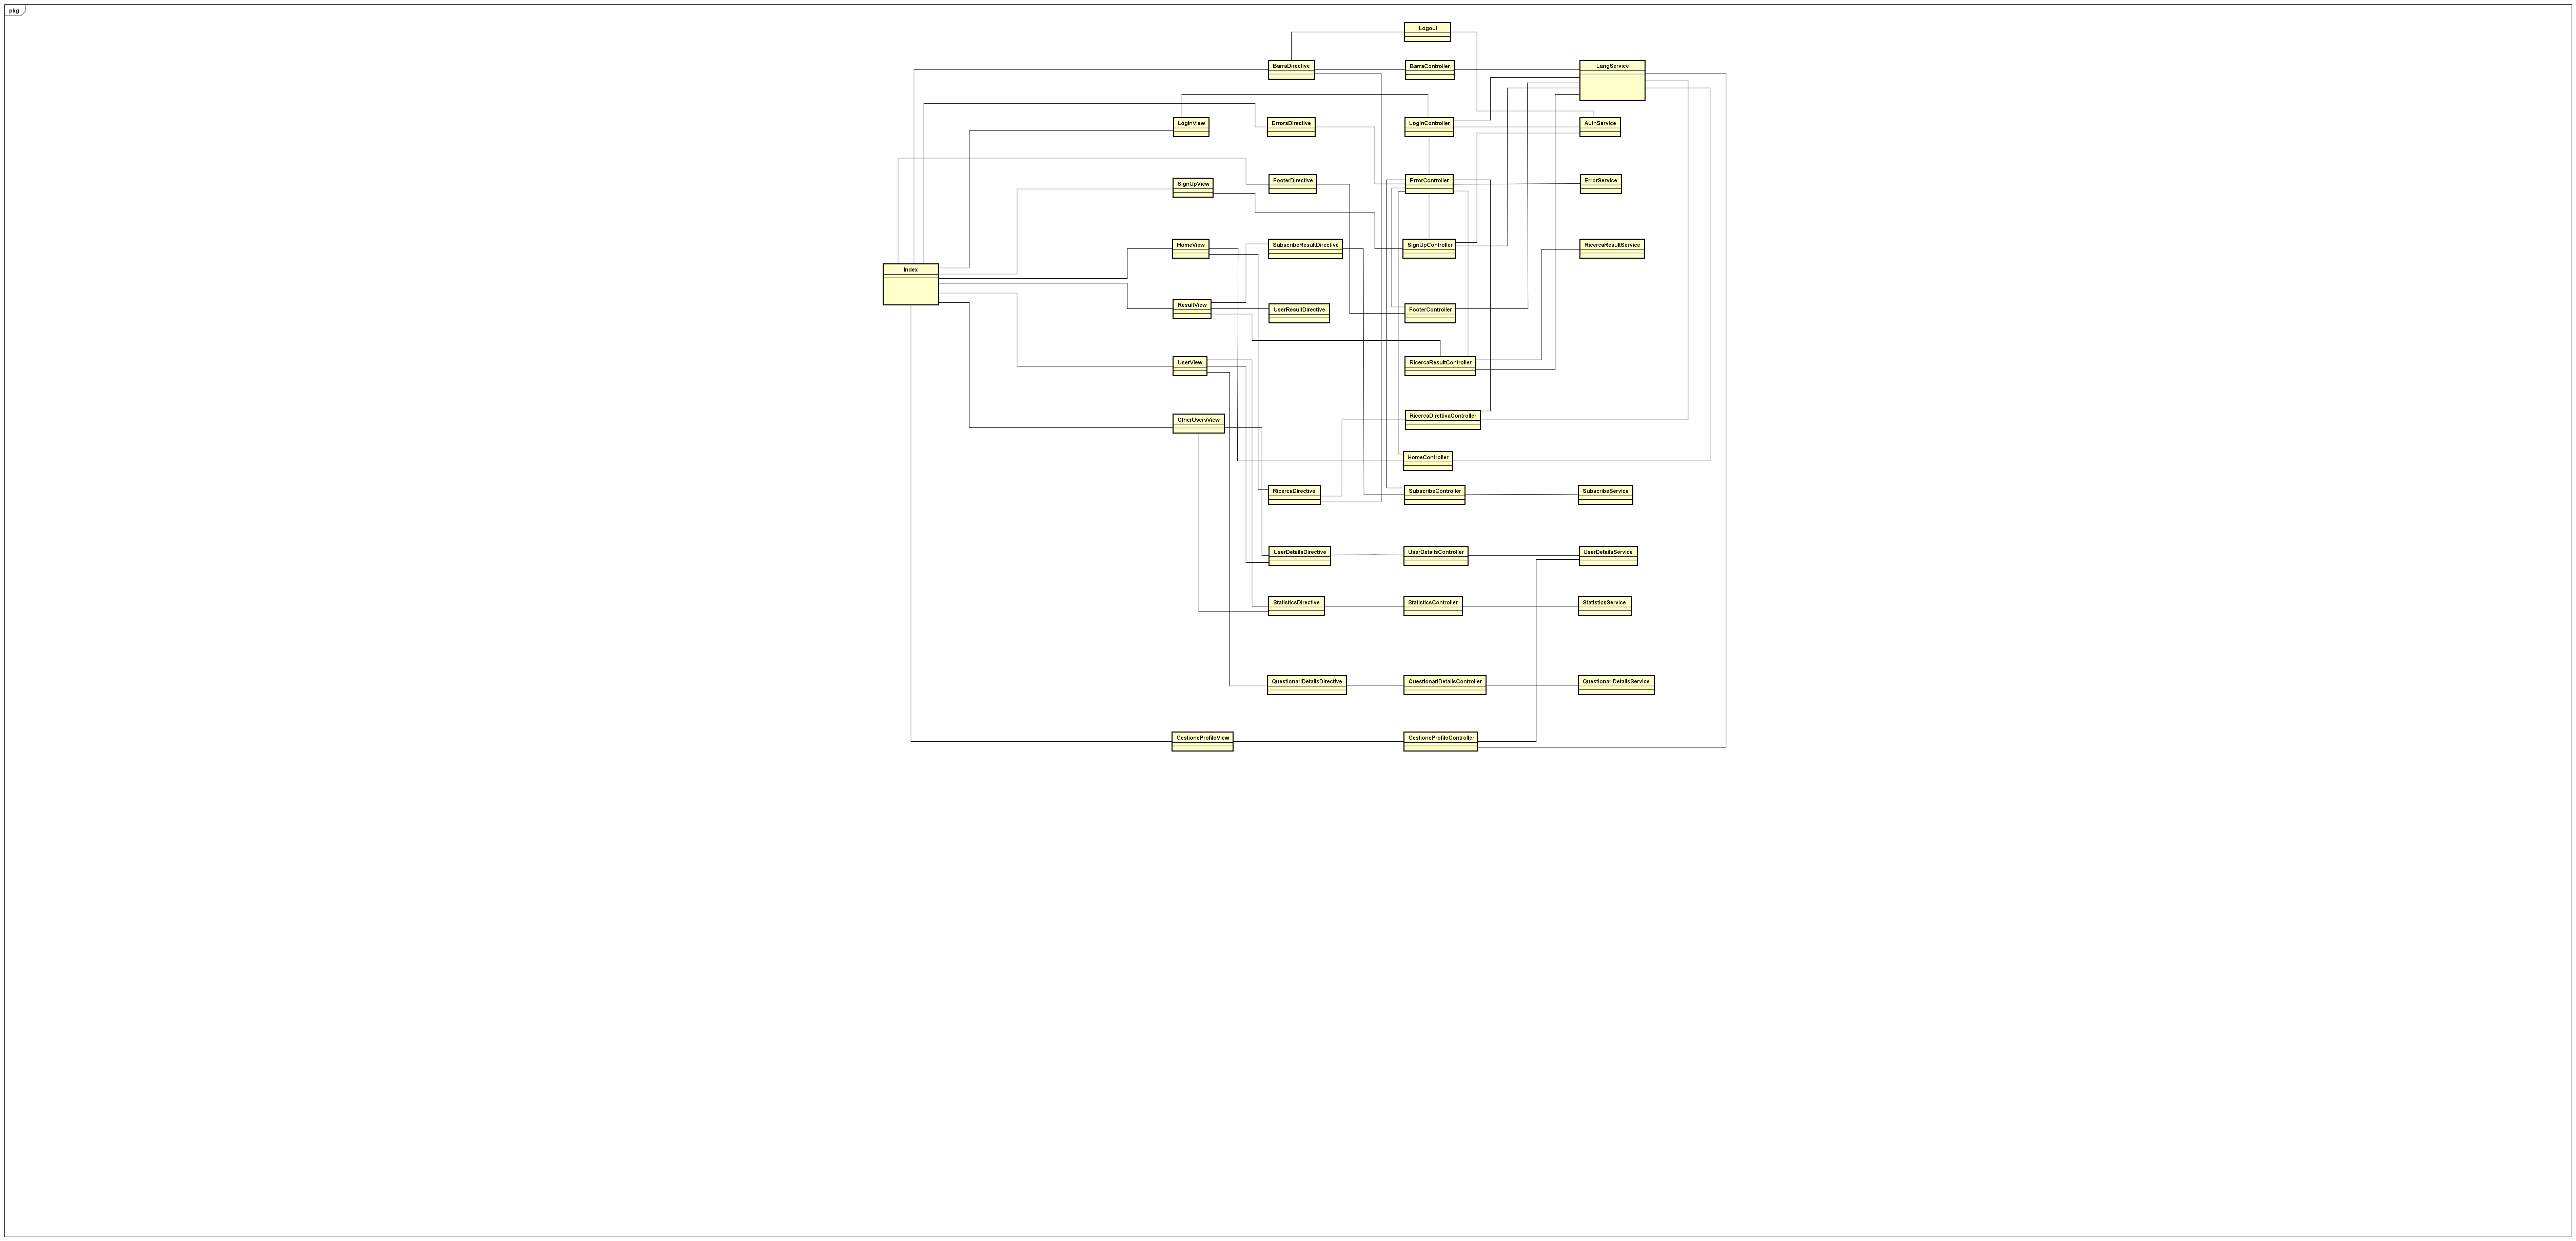 pkg
Logout
BarraDirective
BarraController
LangService
LoginView
ErrorsDirective
LoginController
AuthService
SignUpView
FooterDirective
ErrorController
ErrorService
HomeView
SubscribeResultDirective
SignUpController
RicercaResultService
Index
ResultView
UserResultDirective
FooterController
UserView
RicercaResultController
OtherUsersView
RicercaDirettivaController
HomeController
RicercaDirective
SubscribeController
SubscribeService
UserDetailsDirective
UserDetailsController
UserDetailsService
StatisticsDirective
StatisticsController
StatisticsService
QuestionariDetailsDirective
QuestionariDetailsController
QuestionariDetailsService
GestioneProfiloView
GestioneProfiloController